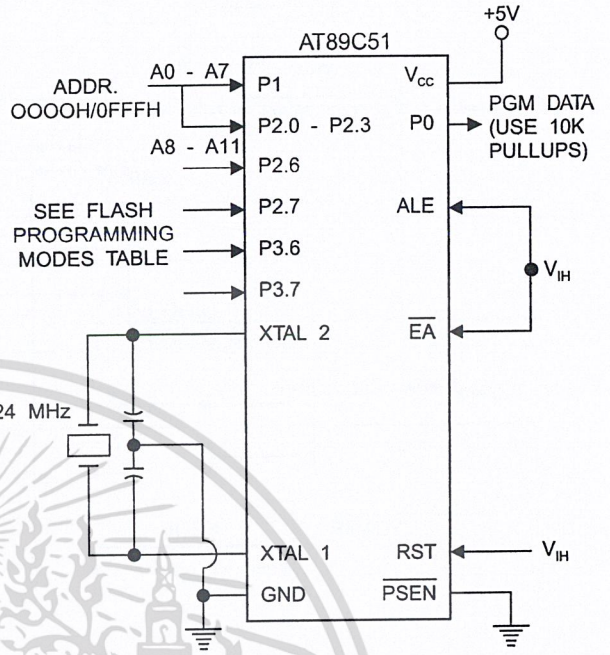 +5V
AT89C51
A0 - A7
P1
VCC
ADDR.
OOOOH/0FFFH
P2.0 - P2.3
P0
PGM DATA
(USE 10K
PULLUPS)
A8 - A11
P2.6
P2.7
ALE
SEE FLASH
PROGRAMMING
MODES TABLE
P3.6
VIH
P3.7
XTAL 2
EA
24 MHz
XTAL 1
RST
VIH
GND
PSEN